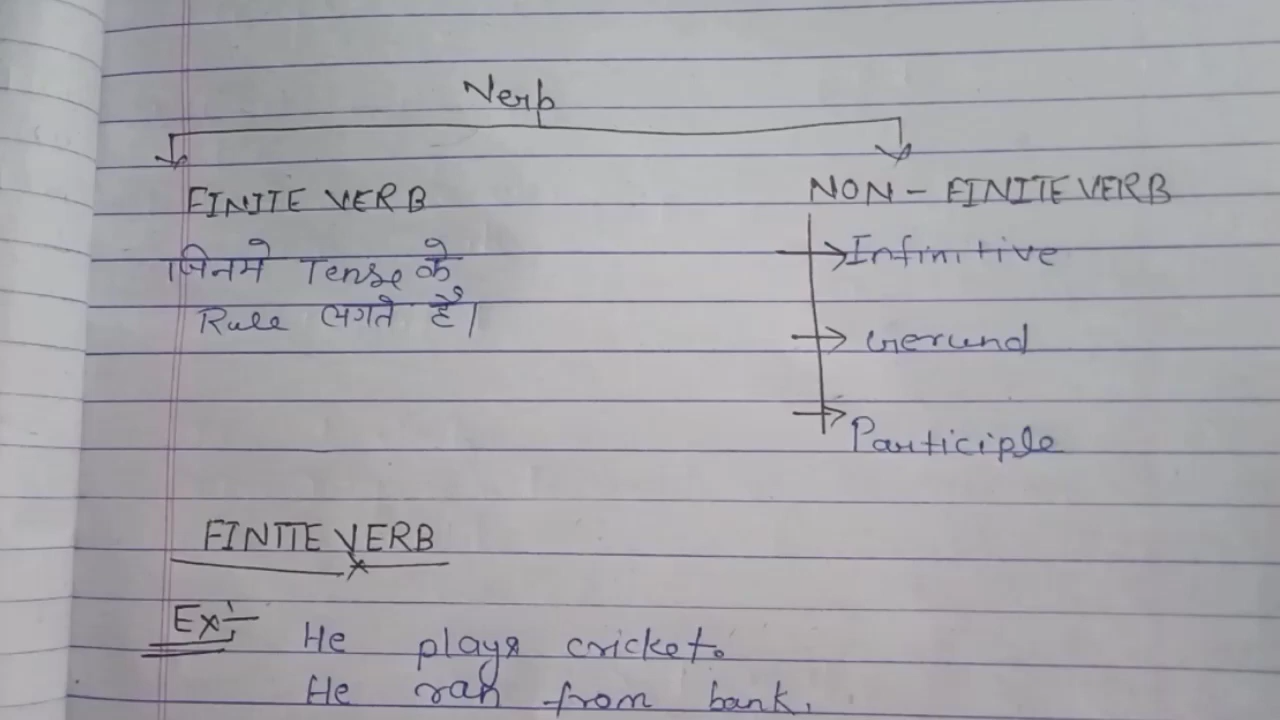 Verb
FINITE VERB
NON - FINITE VERB
जिनमे Tense के
Rule लगते है।
Infinitive
Gerund
Participle
FINITE VERB
Ex:-
He plays cricket.
He ran from bank.